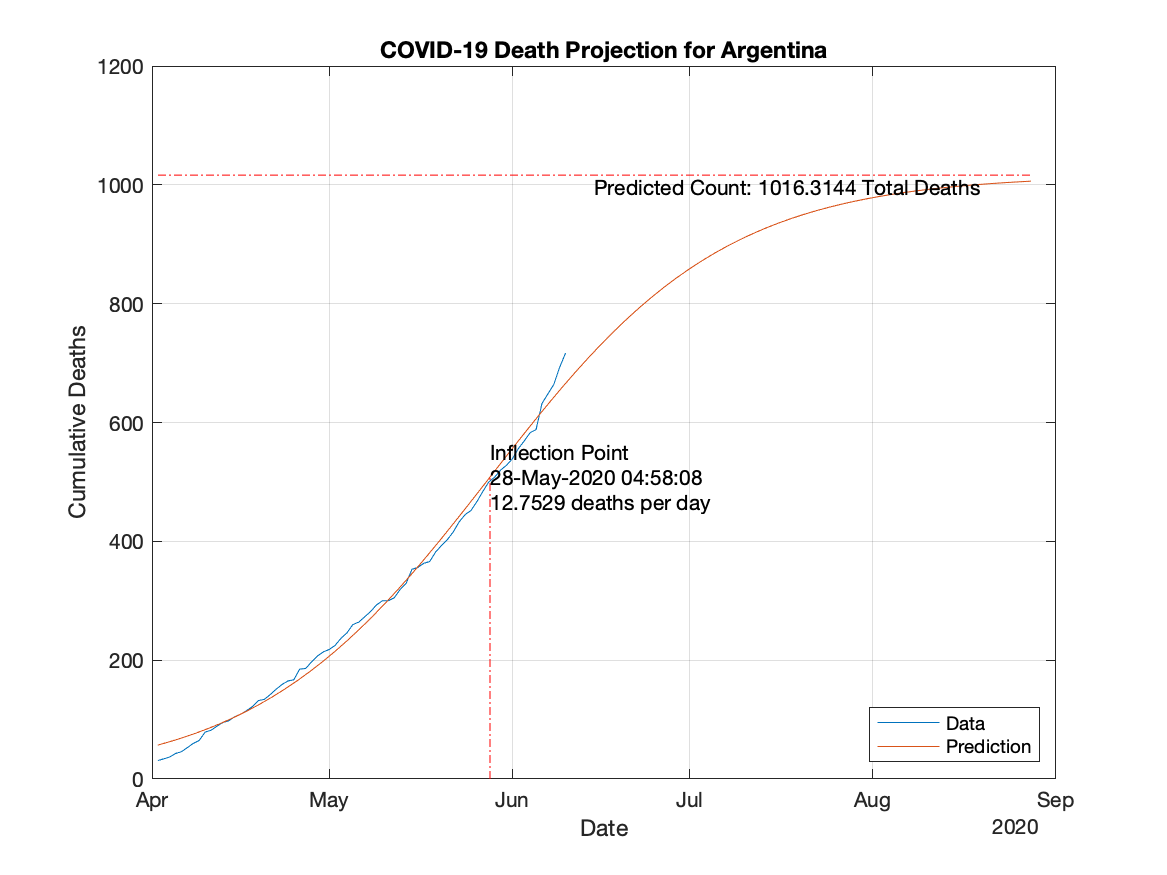 COVID-19 Death Projection for Argentina
1200
1000
800
600
400
200
0
Cumulative Deaths
Predicted Count: 1016.3144 Total Deaths
Inflection Point
28-May-2020 04:58:08
12.7529 deaths per day
Data
Prediction
Apr May Jun Jul Aug Sep
Date
2020